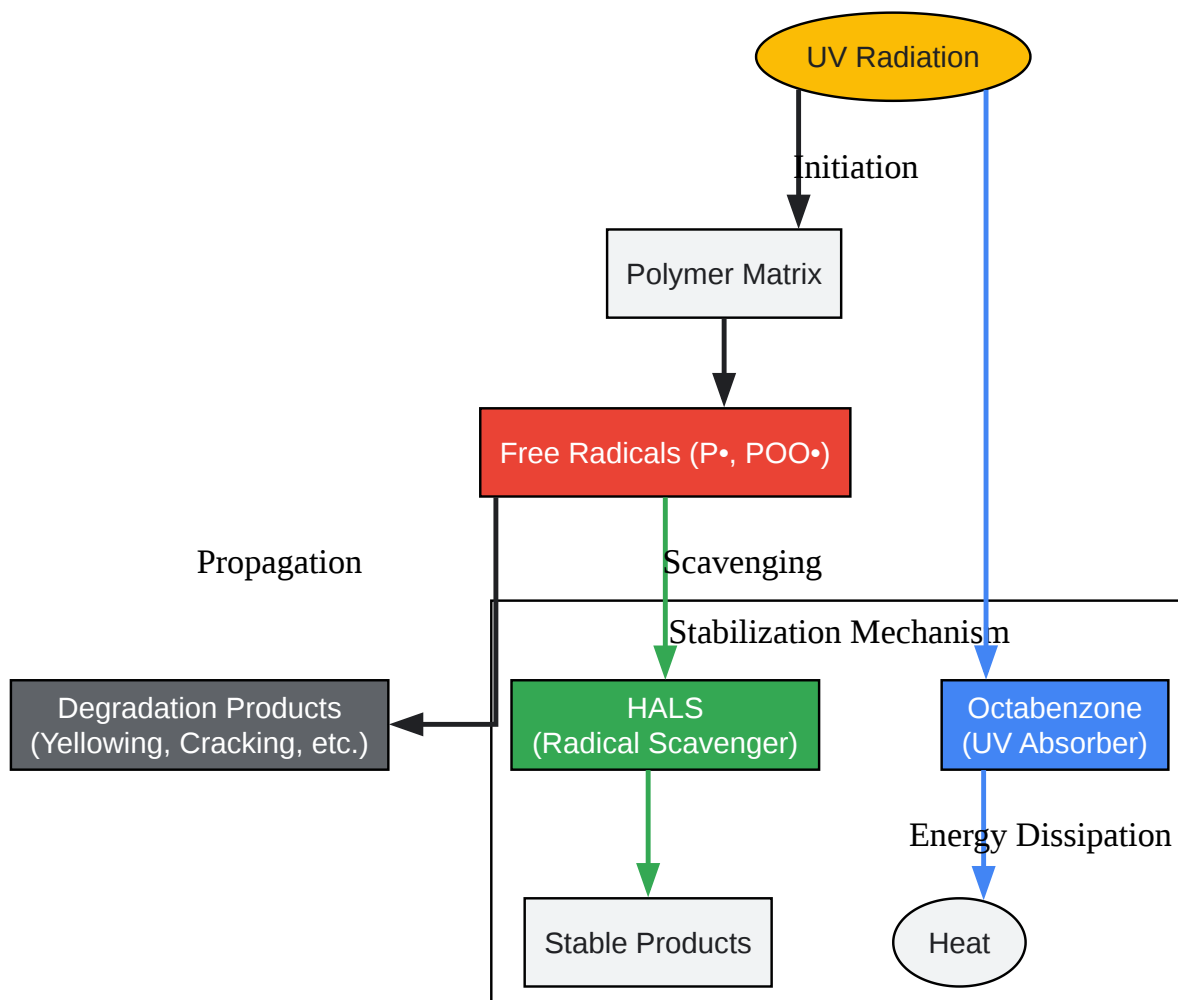 UV Radiation
Initiation
Polymer Matrix
Free Radicals (P•, POO•)
Propagation
Scavenging
Stabilization Mechanism
Degradation Products
(Yellowing, Cracking, etc.)
HALS
(Radical Scavenger)
Octabenzone
(UV Absorber)
Energy Dissipation
Stable Products
Heat